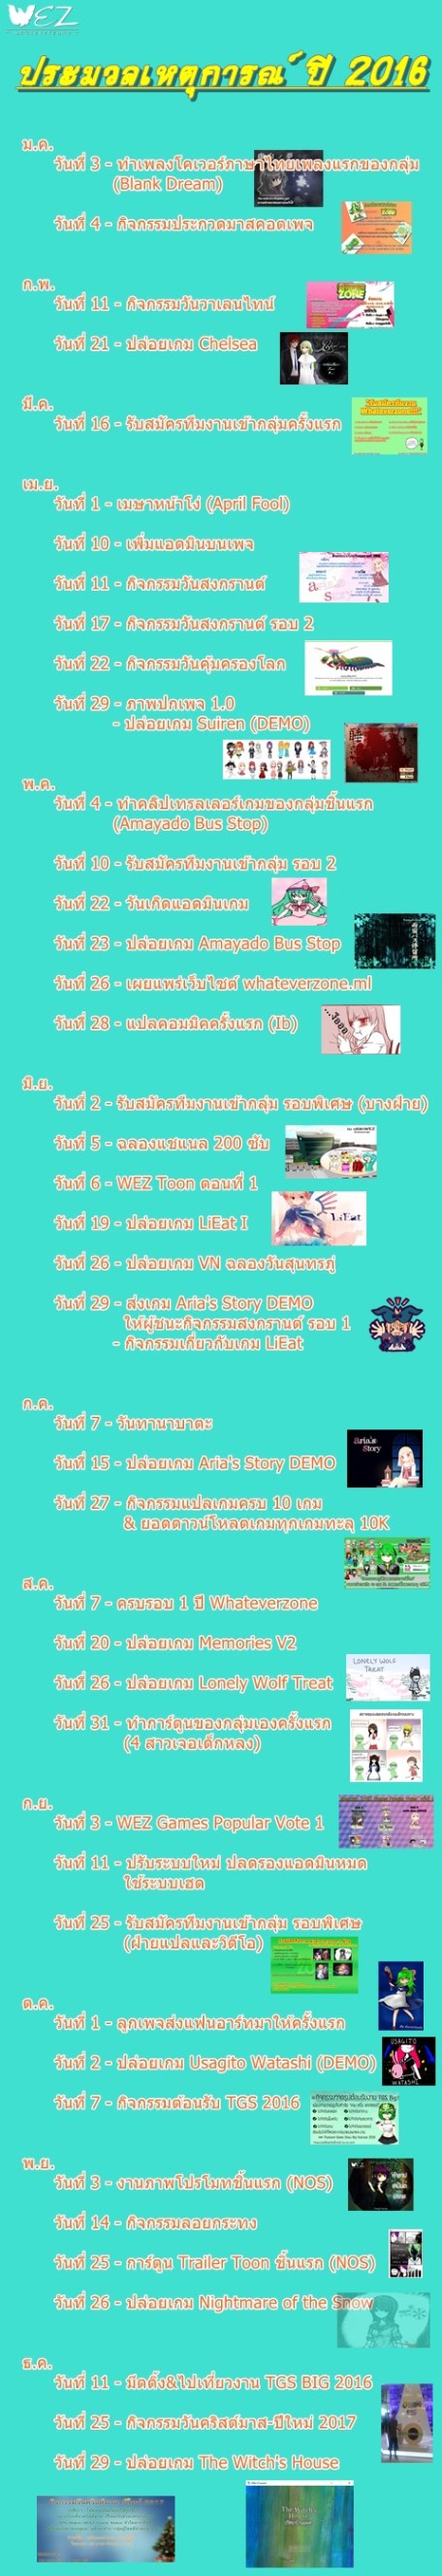 WEZ
ประมวลเหตุการณ์ ปี 2016
ม.ค.
วันที่ 3 - ทำเพลงโคเวอร์ภาษาไทยเพลงแรกของกลุ่ม
(Blank Dream)
วันที่ 4 - กิจกรรมประกวดมาสคอตเพจ
ก.พ.
วันที่ 11 - กิจกรรมวันวาเลนไทน์
วันที่ 21 - ปล่อยเกม Chelsea
มี.ค.
วันที่ 16 - รับสมัครทีมงานเข้ากลุ่มครั้งแรก
เม.ย.
วันที่ 1 - เมษาหน้าโง่ (April Fool)
วันที่ 10 - เพิ่มแอดมินบนเพจ
วันที่ 11 - กิจกรรมวันสงกรานต์
วันที่ 17 - กิจกรรมวันสงกรานต์ รอบ 2
วันที่ 22 - กิจกรรมวันคุ้มครองโลก
วันที่ 29 - ภาพปกเพจ 1.0
- ปล่อยเกม Suiren (DEMO)
พ.ค.
วันที่ 4 - ทำคลิปเทรลเลอร์เกมของกลุ่มชิ้นแรก
(Amayado Bus Stop)
วันที่ 10 - รับสมัครทีมงานเข้ากลุ่ม รอบ 2
วันที่ 22 - วันเกิดแอดมินเกม
วันที่ 23 - ปล่อยเกม Amayado Bus Stop
วันที่ 26 - เผยแพร่เว็บไซต์ whateverzone.ml
วันที่ 28 - แปลคอมมิคครั้งแรก (Ib)
มิ.ย.
วันที่ 2 - รับสมัครทีมงานเข้ากลุ่ม รอบพิเศษ (บางฝ่าย)
วันที่ 5 - ฉลองแชแนล 200 ซับ
วันที่ 6 - WEZ Toon ตอนที่ 1
วันที่ 19 - ปล่อยเกม LiEat I
LiEat
วันที่ 26 - ปล่อยเกม VN ฉลองวันสุนทรภู่
วันที่ 29 - ส่งเกม Aria's Story DEMO
ให้ผู้ชนะกิจกรรมสงกรานต์ รอบ 1
- กิจกรรมเกี่ยวกับเกม LiEat
ก.ค.
วันที่ 7 - วันทานาบาตะ
วันที่ 15 - ปล่อยเกม Aria's Story DEMO
Aria's
Story
วันที่ 27 - กิจกรรมแปลเกมครบ 10 เกม
& ยอดดาวน์โหลดเกมทุกเกมทะลุ 10K
ส.ค.
วันที่ 7 - ครบรอบ 1 ปี Whateverzone
วันที่ 20 - ปล่อยเกม Memories V2
วันที่ 26 - ปล่อยเกม Lonely Wolf Treat
LONELY WOLF
TREAT
วันที่ 31 - ทำการ์ตูนของกลุ่มเองครั้งแรก
(4 สาวเจอเด็กหลง)
ก.ย.
วันที่ 3 - WEZ Games Popular Vote 1
วันที่ 11 - ปรับระบบใหม่ ปลดรองแอดมินหมด
ใช้ระบบเฮด
วันที่ 25 - รับสมัครทีมงานเข้ากลุ่ม รอบพิเศษ
(ฝ่ายแปลและวิดีโอ)
ต.ค.
วันที่ 1 - ลูกเพจส่งแฟนอาร์ทมาให้ครั้งแรก
วันที่ 2 - ปล่อยเกม Usagito Watashi (DEMO)
USAGITO
WATASHI
วันที่ 7 - กิจกรรมต้อนรับ TGS 2016
พ.ย.
วันที่ 3 - งานภาพโปรโมทชิ้นแรก (NOS)
วันที่ 14 - กิจกรรมลอยกระทง
วันที่ 25 - การ์ตูน Trailer Toon ชิ้นแรก (NOS)
วันที่ 26 - ปล่อยเกม Nightmare of the Snow
ธ.ค.
วันที่ 11 - มีตติ้ง&ไปเที่ยวงาน TGS BIG 2016
วันที่ 25 - กิจกรรมวันคริสต์มาส-ปีใหม่ 2017
วันที่ 29 - ปล่อยเกม The Witch's House
The Witch's
House